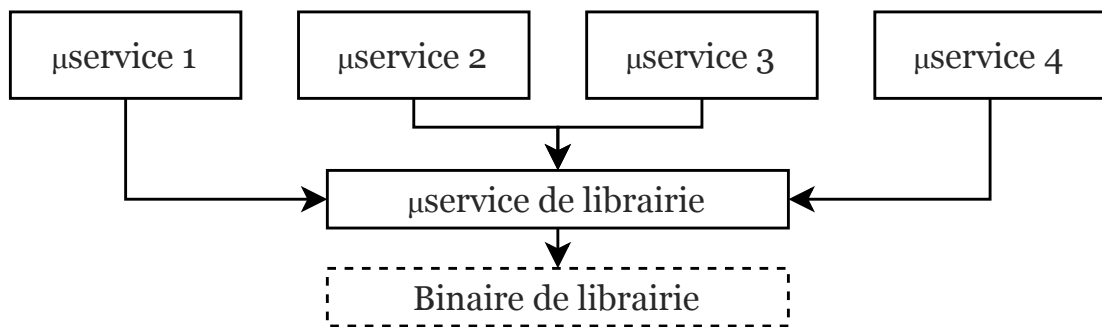 μservice 1
μservice 2
μservice 3
μservice 4
μservice de librairie
Binaire de librairie